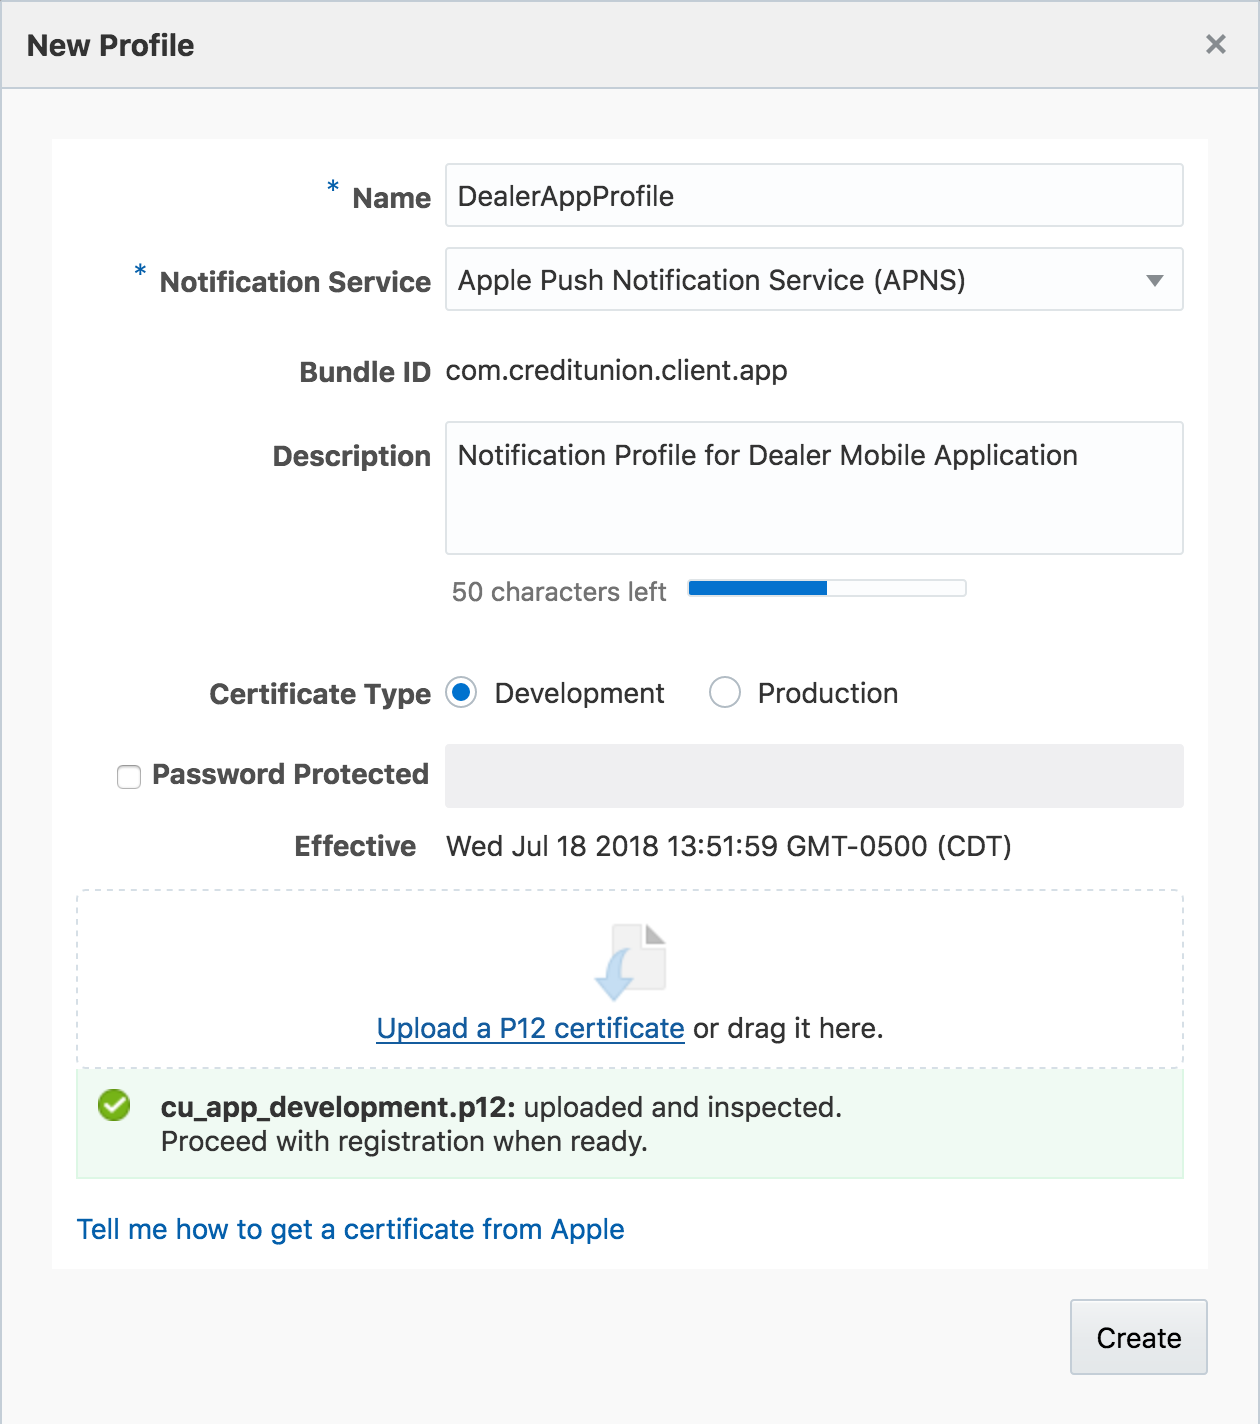 New Profile
* Name DealerAppProfile
* Notification Service Apple Push Notification Service (APNS)
Bundle ID com.creditunion.client.app
Description Notification Profile for Dealer Mobile Application
50 characters left
Certificate Type Development Production
Password Protected
Effective Wed Jul 18 2018 13:51:59 GMT-0500 (CDT)
Upload a P12 certificate or drag it here.
cu_app_development.p12: uploaded and inspected.
Proceed with registration when ready.
Tell me how to get a certificate from Apple
Create